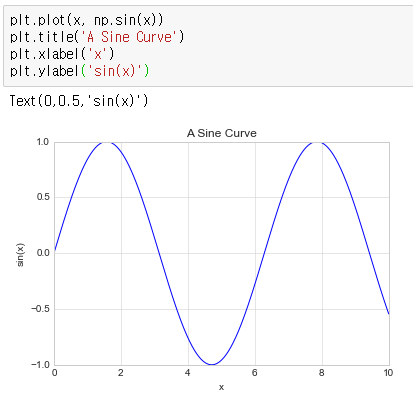 plt.plot(x, np.sin(x))
plt.title('A Sine Curve')
plt.xlabel('x')
plt.ylabel('sin(x)')
Text(0,0.5,'sin(x)')
A Sine Curve
1.0
0.5
0.0
−0.5
−1.0
sin(x)
0 2 4 6 8 10
x